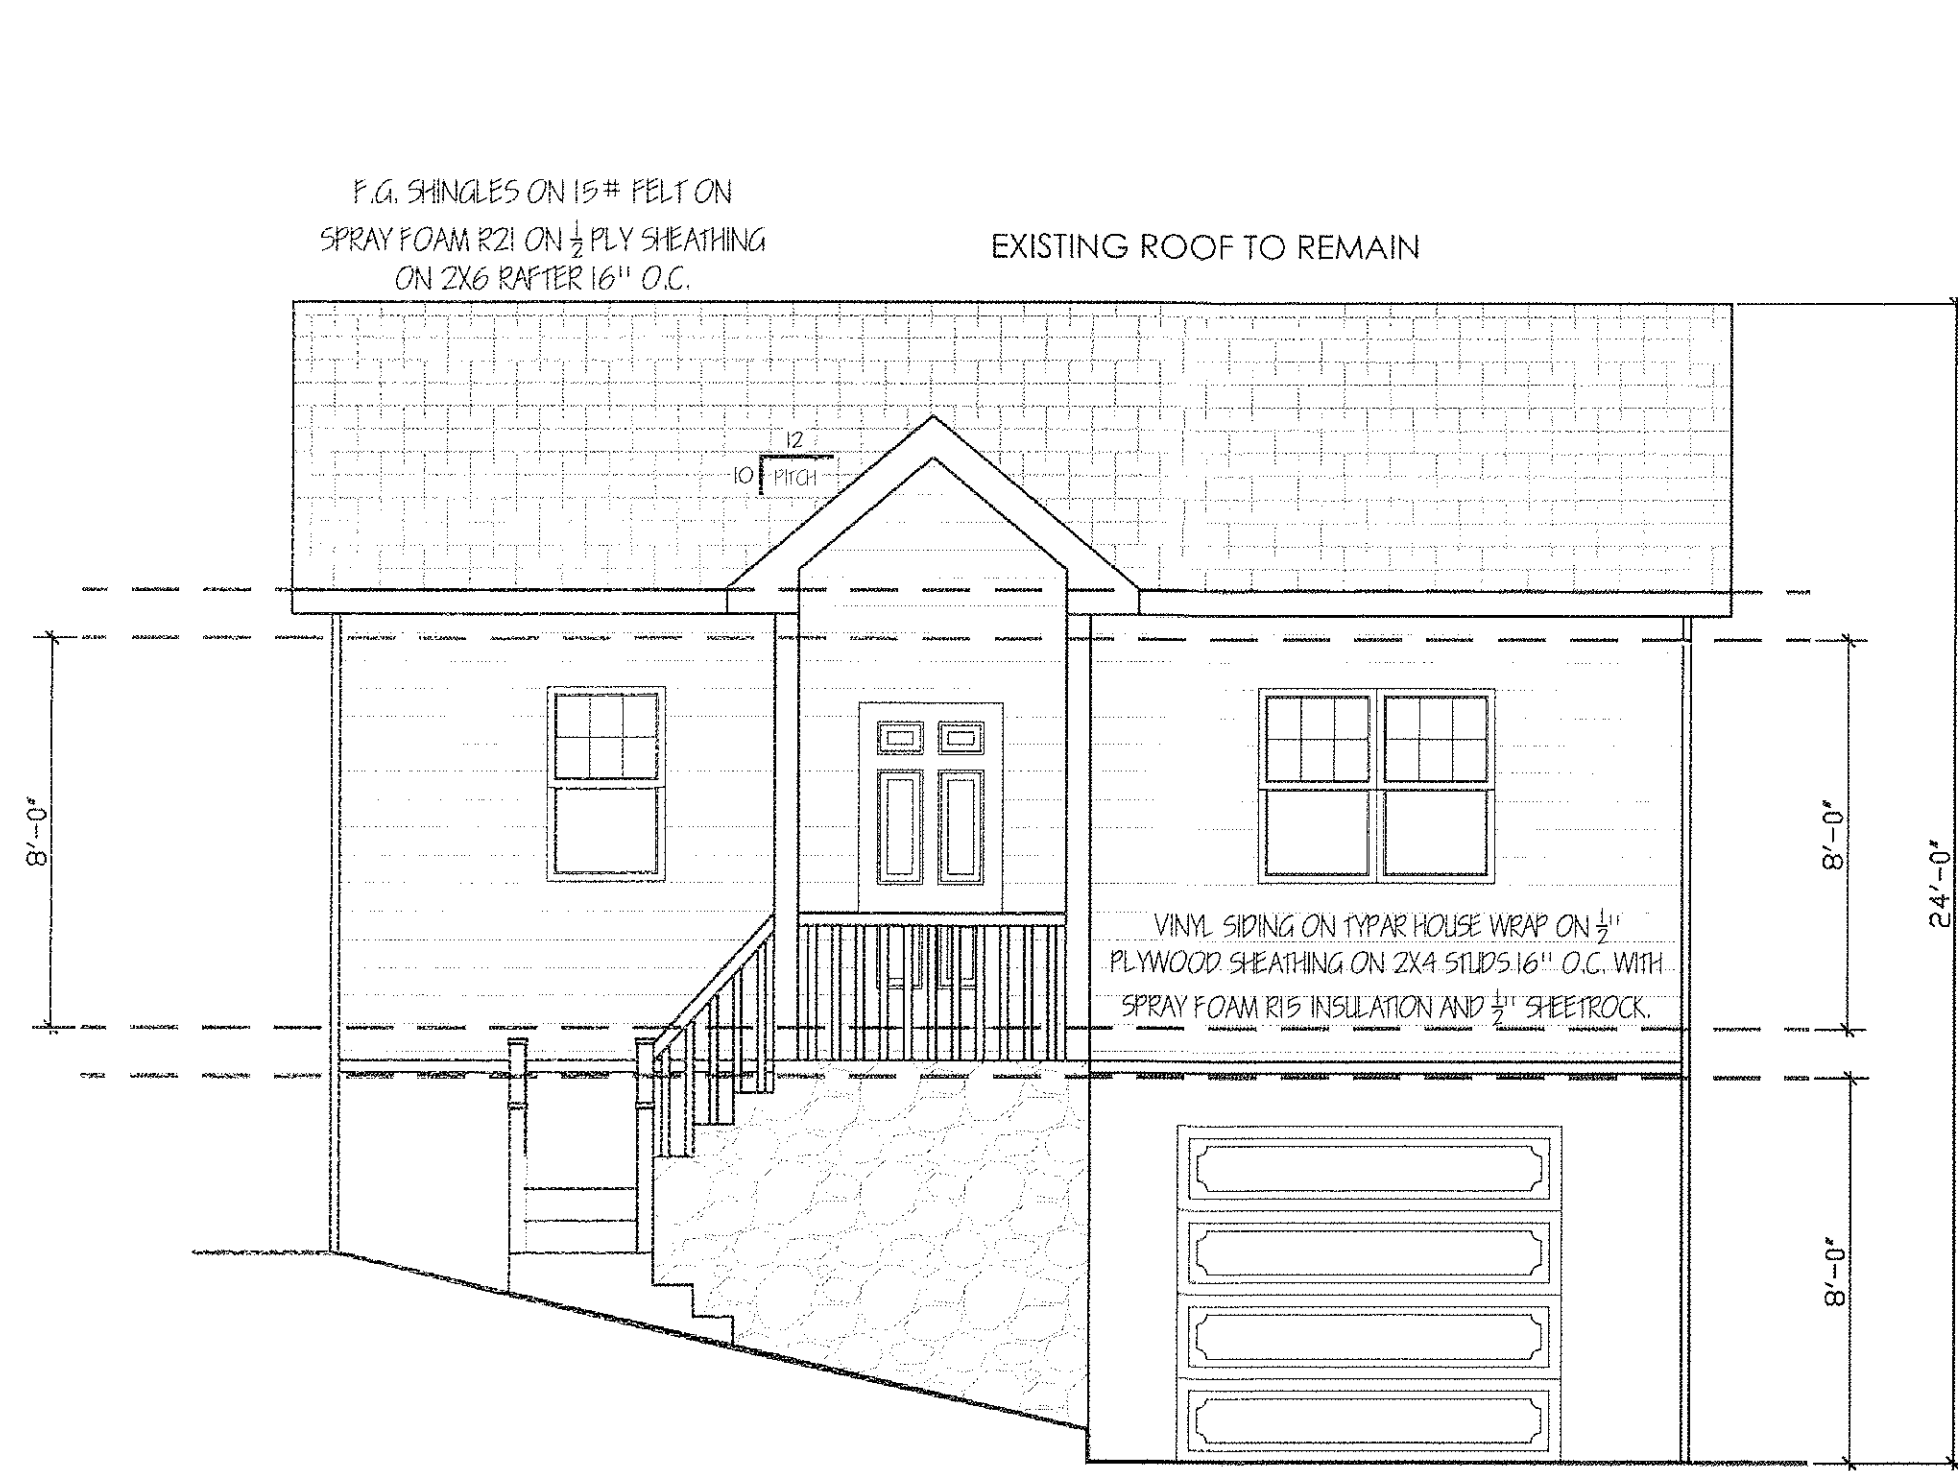 F.G. SHINGLES ON 15# FELT ON
SPRAY FOAM R21 ON ½ PLY SHEATHING
ON 2X6 RAFTER 16" O.C.
EXISTING ROOF TO REMAIN
12
10
PITCH
8'-0"
8'-0"
24'-0"
VINYL SIDING ON TYPAR HOUSE WRAP ON ½"
PLYWOOD SHEATHING ON 2X4 STUDS 16" O.C. WITH
SPRAY FOAM R15 INSULATION AND ½" SHEETROCK.
8'-0"